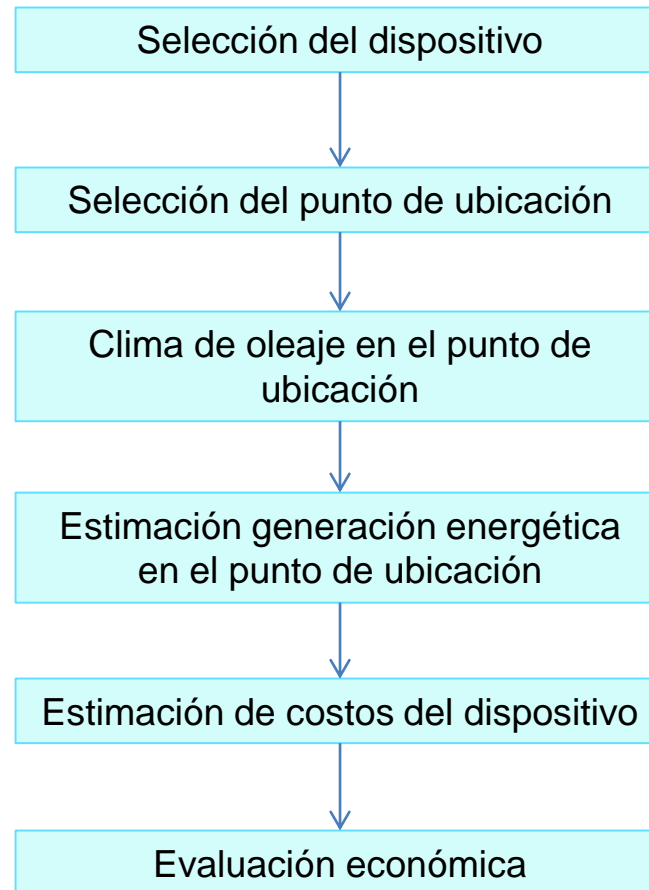 Selección del dispositivo
Selección del punto de ubicación
Clima de oleaje en el punto de
ubicación
Estimación generación energética
en el punto de ubicación
Estimación de costos del dispositivo
Evaluación económica